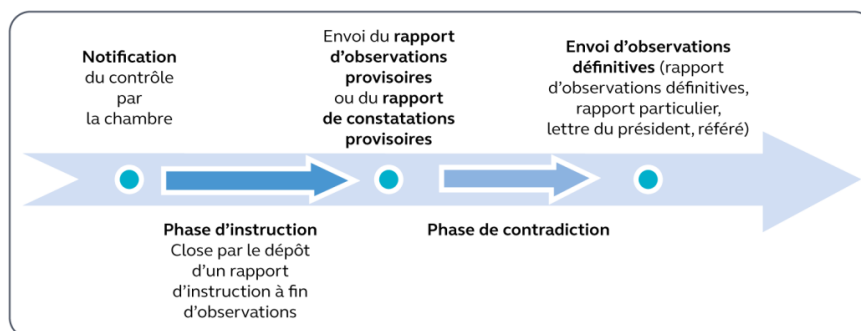 Notification
du contrôle
par
la chambre
Envoi du rapport
d'observations
provisoires
ou du rapport
de constatations
provisoires
Envoi d'observations
définitives (rapport
d'observations définitives,
rapport particulier,
lettre du président, référé)
Phase d'instruction
Close par le dépôt
d'un rapport
d'instruction à fin
d'observations
Phase de contradiction